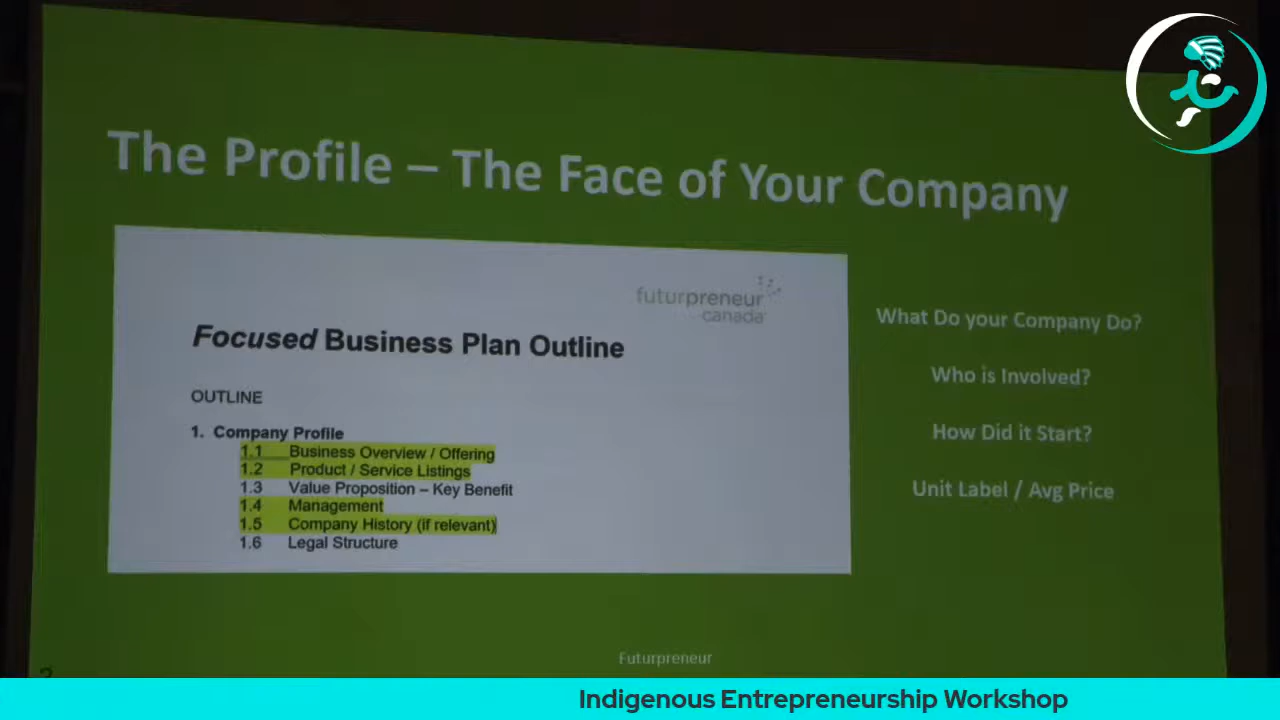 The Profile – The Face of Your Company
futurpreneur
canada
Focused Business Plan Outline
OUTLINE
1. Company Profile
1.1 Business Overview / Offering
1.2 Product / Service Listings
1.3 Value Proposition – Key Benefit
1.4 Management
1.5 Company History (if relevant)
1.6 Legal Structure
What Do your Company Do?
Who is Involved?
How Did it Start?
Unit Label / Avg Price
Futurpreneur
Indigenous Entrepreneurship Workshop